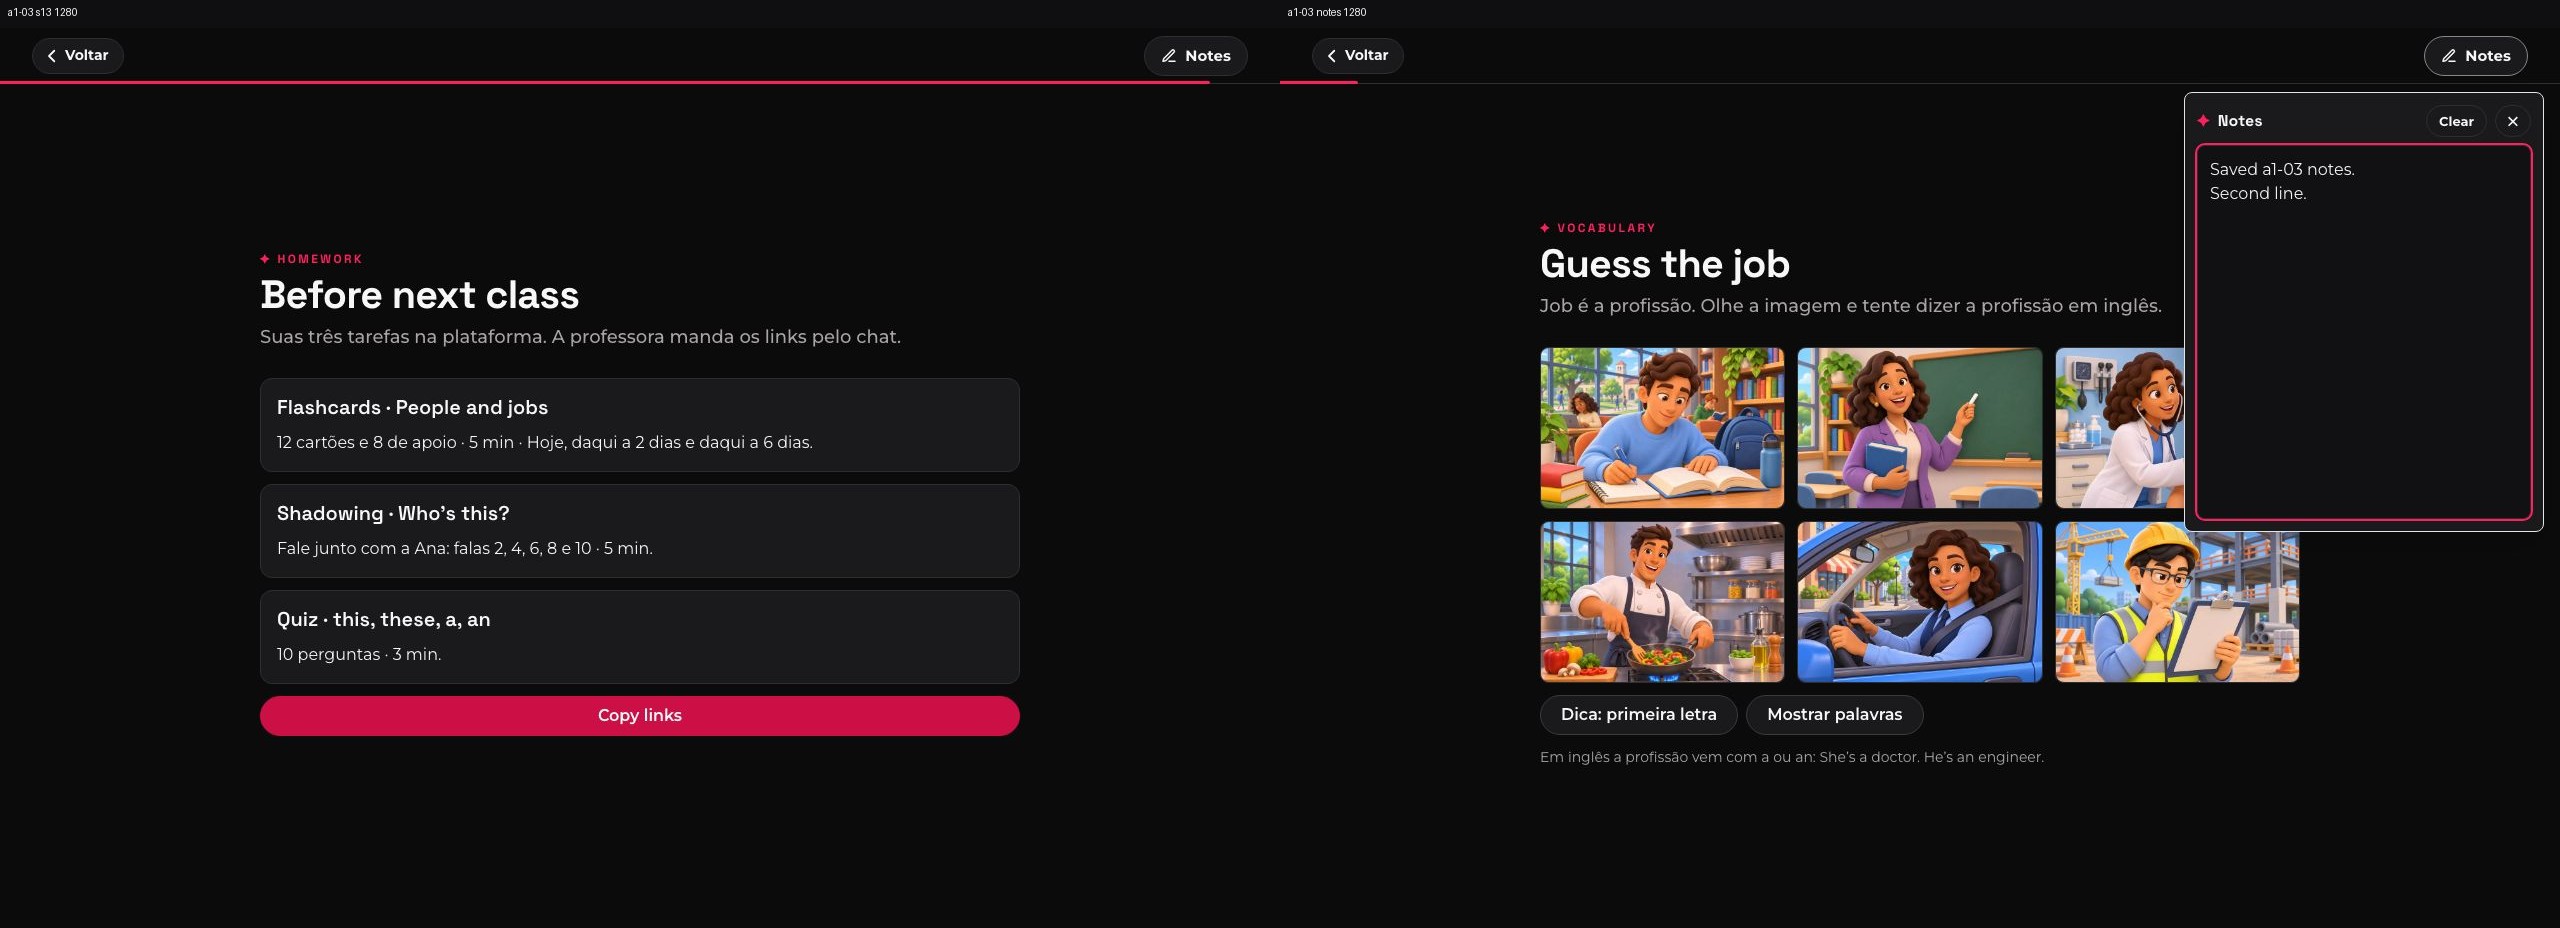 a1-03 s13 1280
Voltar
Notes
HOMEWORK
Before next class
Suas três tarefas na plataforma. A professora manda os links pelo chat.
Flashcards · People and jobs
12 cartões e 8 de apoio · 5 min · Hoje, daqui a 2 dias e daqui a 6 dias.
Shadowing · Who's this?
Fale junto com a Ana: falas 2, 4, 6, 8 e 10 · 5 min.
Quiz · this, these, a, an
10 perguntas · 3 min.
Copy links
a1-03 notes 1280
Voltar
Notes
Notes
Clear
Saved a1-03 notes.
Second line.
VOCABULARY
Guess the job
Job é a profissão. Olhe a imagem e tente dizer a profissão em inglês.
Dica: primeira letra
Mostrar palavras
Em inglês a profissão vem com a ou an: She's a doctor. He's an engineer.